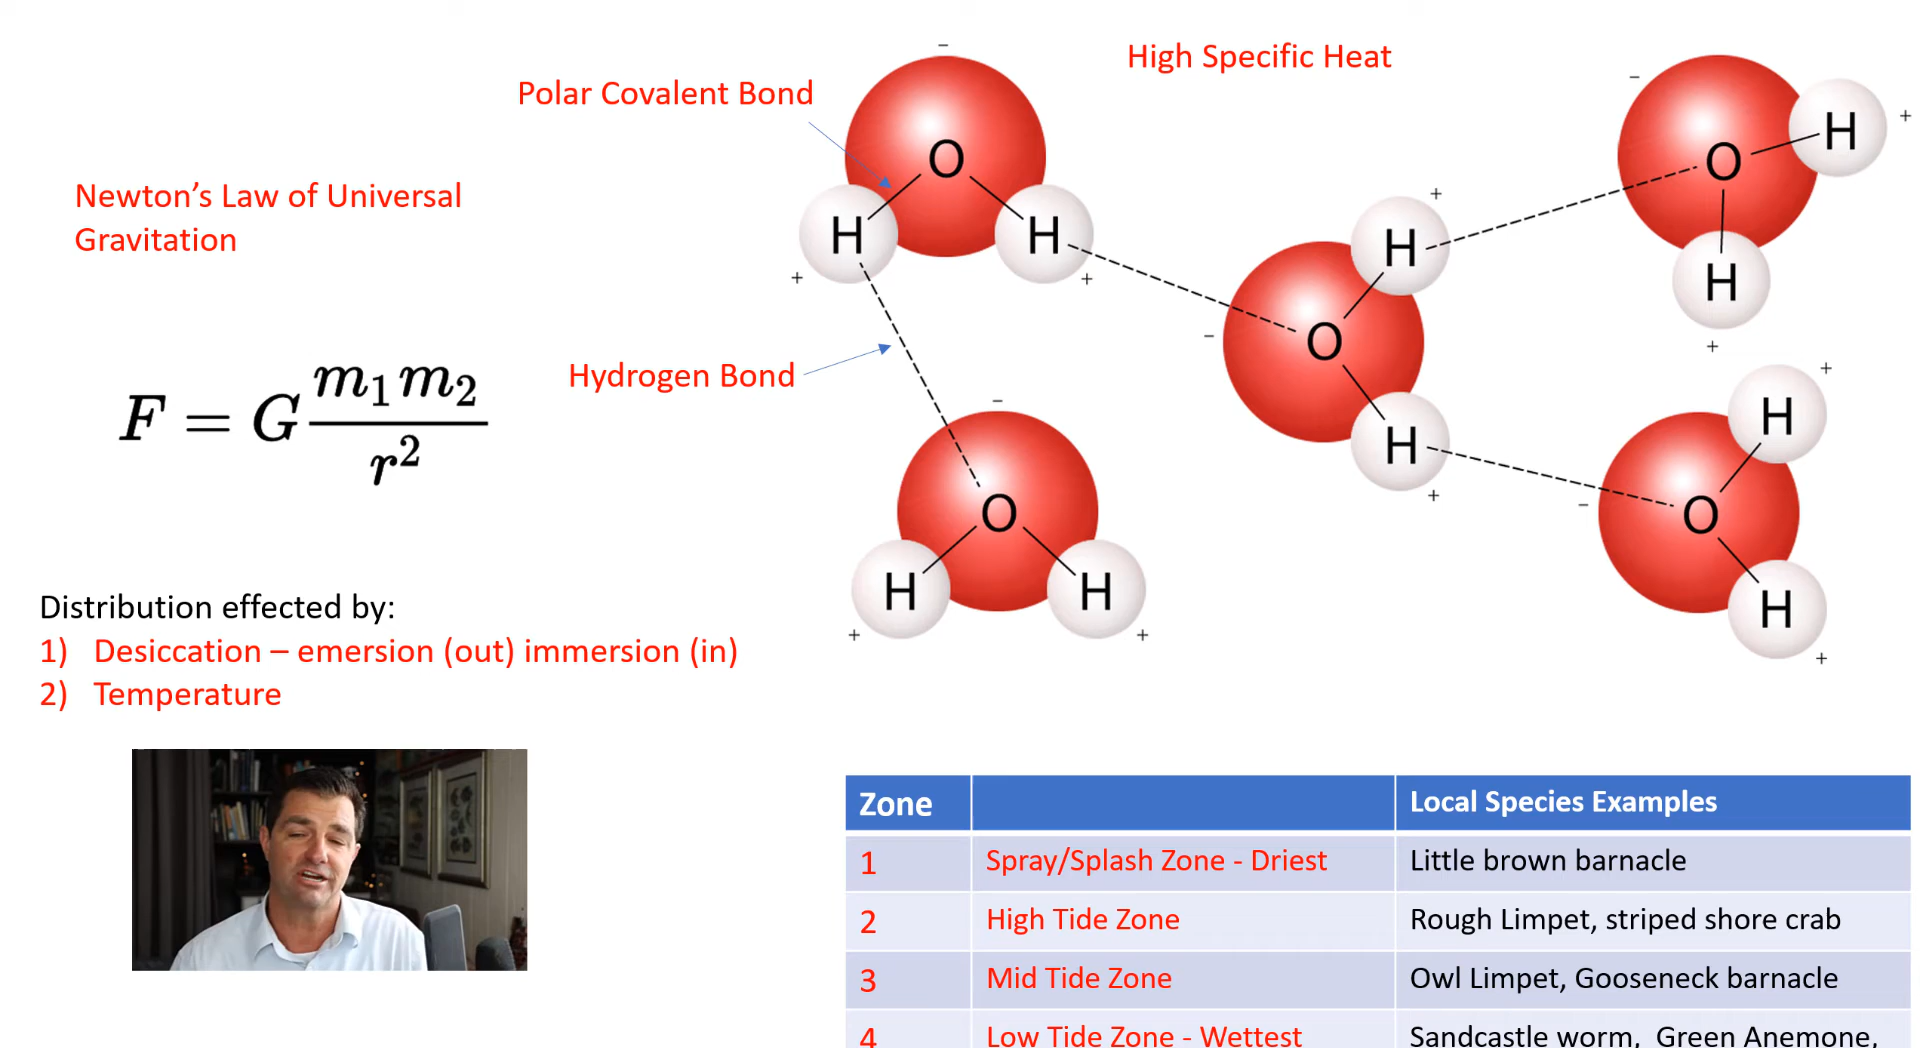 High Specific Heat
Polar Covalent Bond
Newton's Law of Universal
Gravitation
Hydrogen Bond
F = G m₁m₂ / r²
− O H + H +
− O H + H +
− O H + H +
− O H + H +
− O H + H +
Distribution effected by:
1) Desiccation – emersion (out) immersion (in)
2) Temperature
Zone Local Species Examples
1 Spray/Splash Zone - Driest Little brown barnacle
2 High Tide Zone Rough Limpet, striped shore crab
3 Mid Tide Zone Owl Limpet, Gooseneck barnacle
4 Low Tide Zone - Wettest Sandcastle worm, Green Anemone,